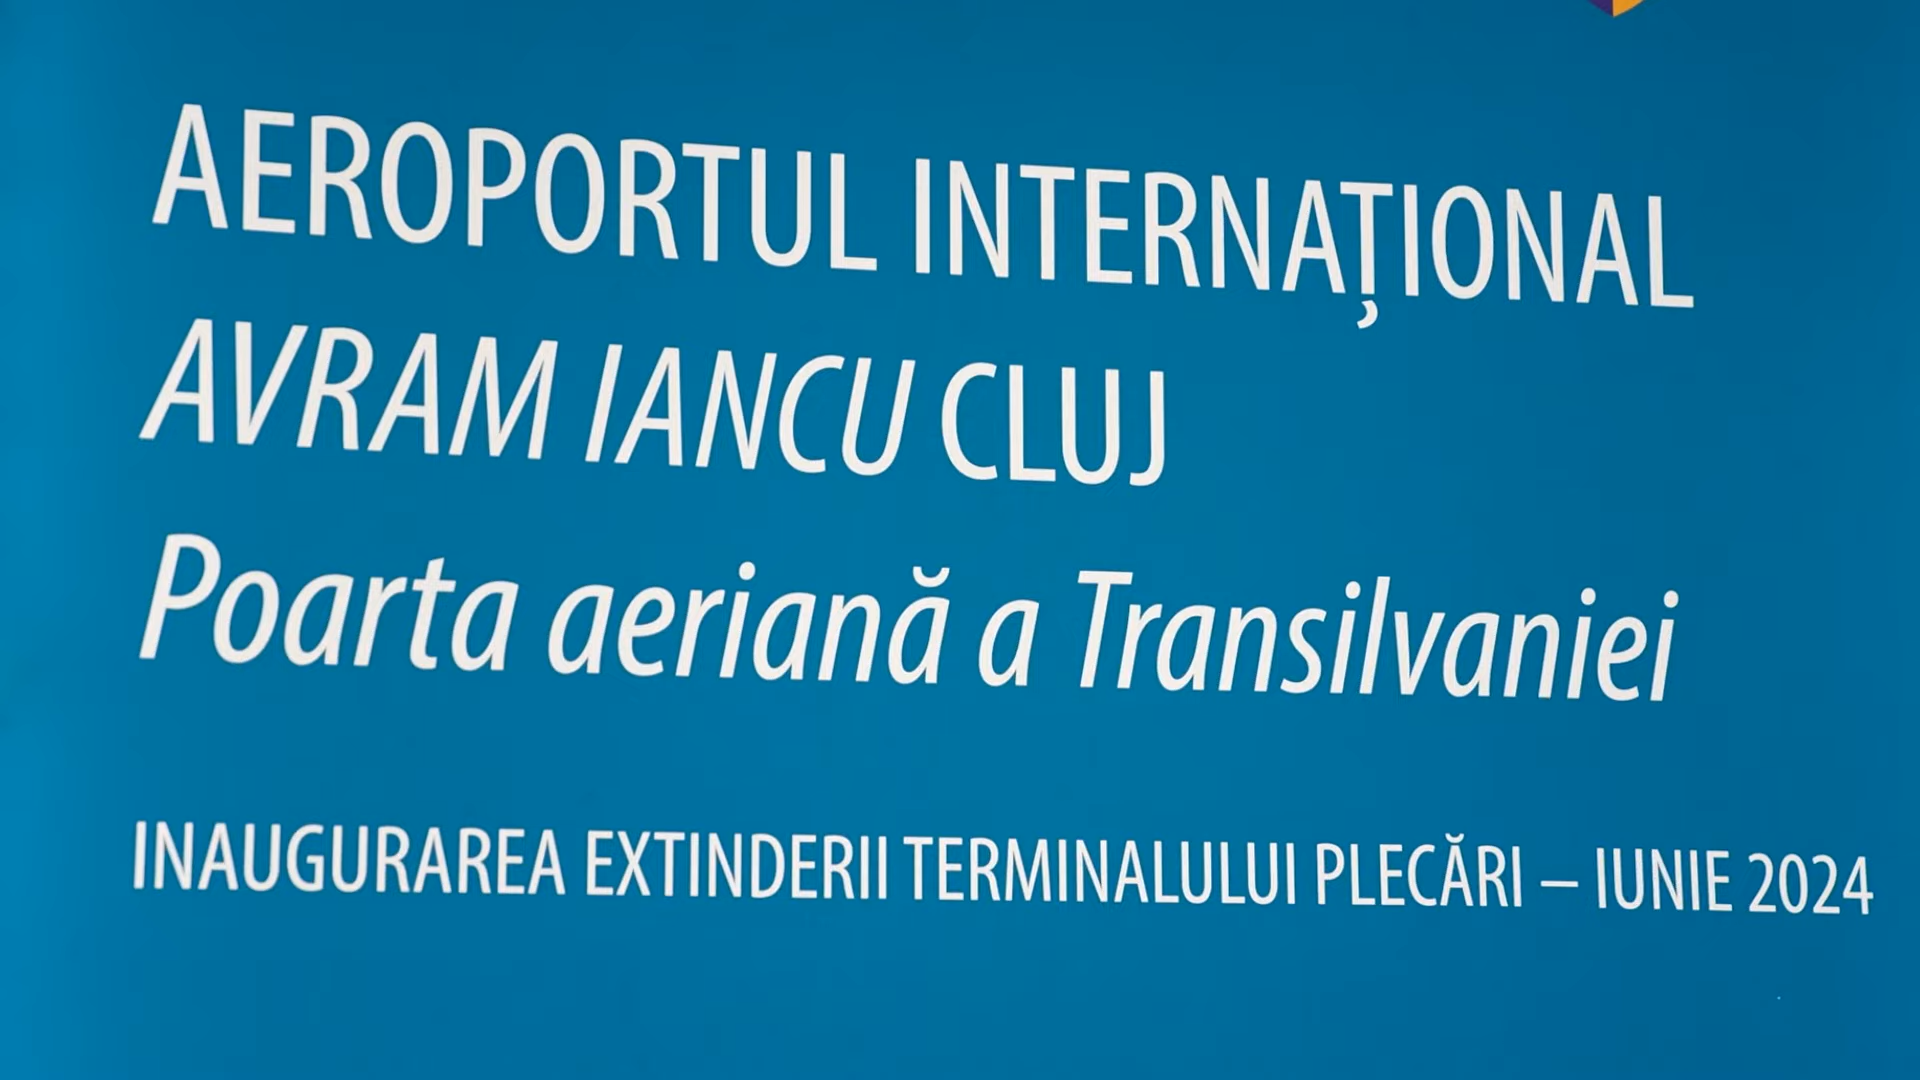 AEROPORTUL INTERNAȚIONAL
AVRAM IANCU CLUJ
Poarta aeriană a Transilvaniei
INAUGURAREA EXTINDERII TERMINALULUI PLECĂRI – IUNIE 2024